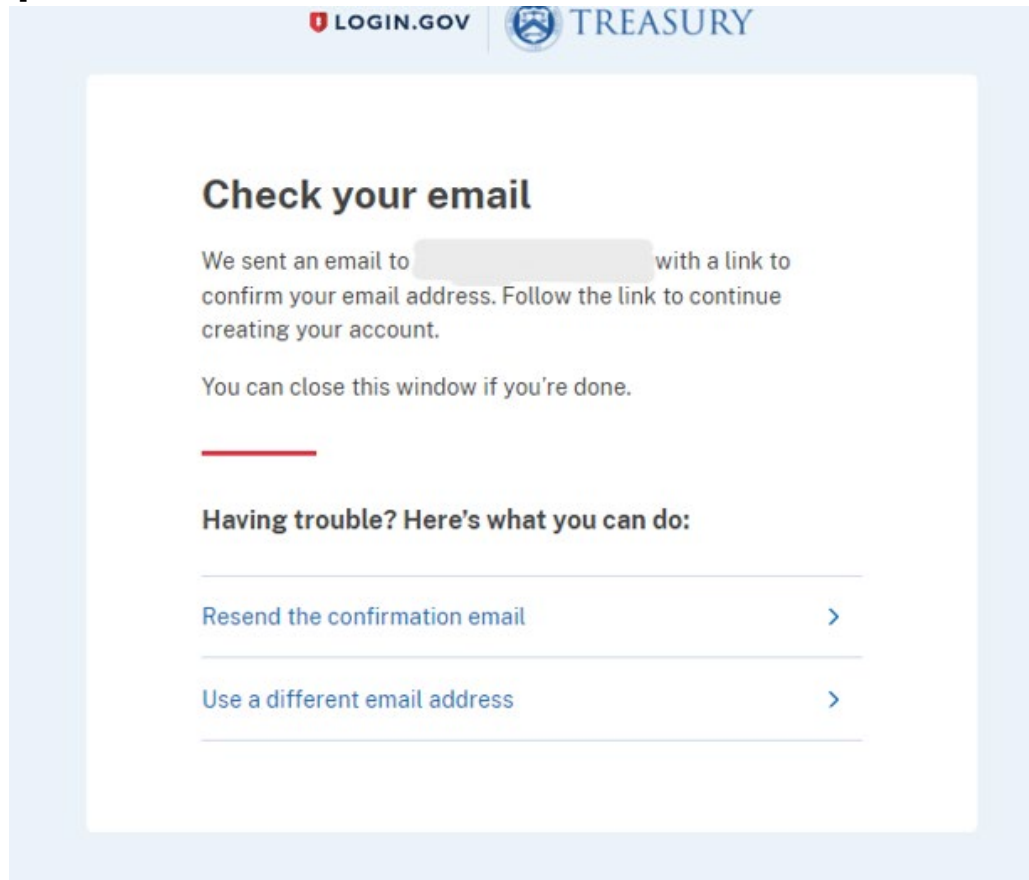 LOGIN.GOV TREASURY
Check your email
We sent an email to with a link to
confirm your email address. Follow the link to continue
creating your account.
You can close this window if you're done.
Having trouble? Here's what you can do:
Resend the confirmation email
Use a different email address